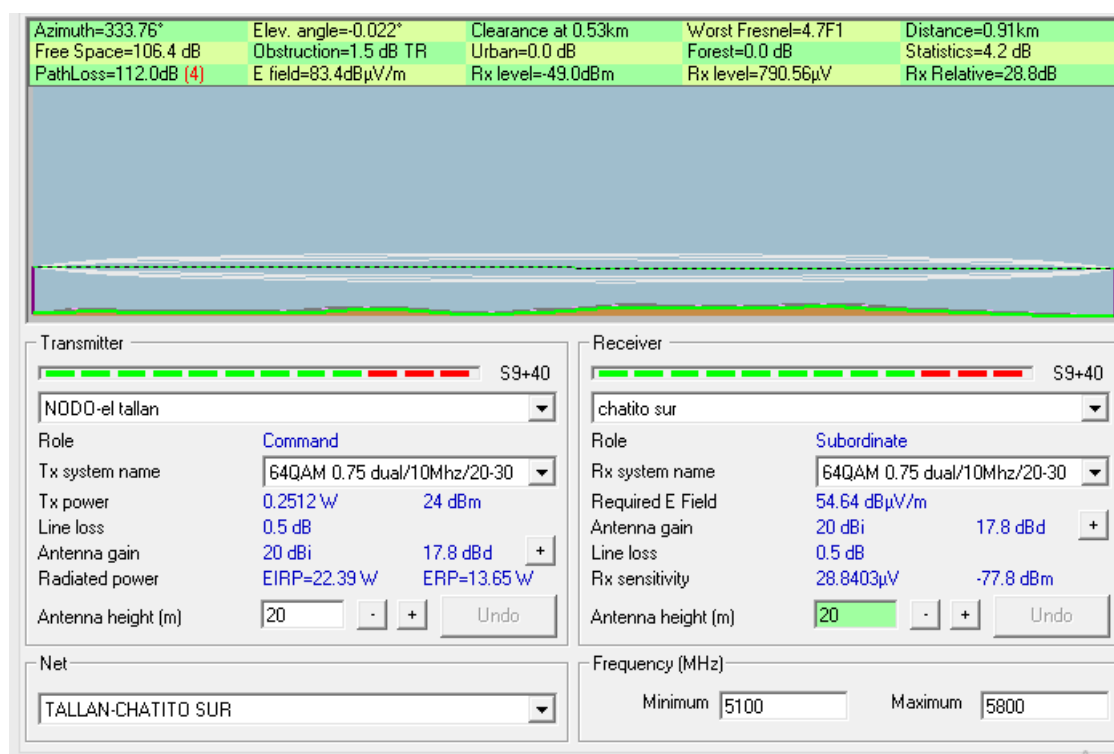 Azimuth=333.76° Elev. angle=-0.022° Clearance at 0.53km Worst Fresnel=4.7F1 Distance=0.91km
Free Space=106.4 dB Obstruction=1.5 dB TR Urban=0.0 dB Forest=0.0 dB Statistics=4.2 dB
PathLoss=112.0dB (4) E field=83.4dBµV/m Rx level=-49.0dBm Rx level=790.56µV Rx Relative=28.8dB
Transmitter
S9+40
NODO-el tallan
Role Command
Tx system name 64QAM 0.75 dual/10Mhz/20-30
Tx power 0.2512 W 24 dBm
Line loss 0.5 dB
Antenna gain 20 dBi 17.8 dBd +
Radiated power EIRP=22.39 W ERP=13.65 W
Antenna height (m) 20 - + Undo
Net
TALLAN-CHATITO SUR
Receiver
S9+40
chatito sur
Role Subordinate
Rx system name 64QAM 0.75 dual/10Mhz/20-30
Required E Field 54.64 dBµV/m
Antenna gain 20 dBi 17.8 dBd +
Line loss 0.5 dB
Rx sensitivity 28.8403µV -77.8 dBm
Antenna height (m) 20 - + Undo
Frequency (MHz)
Minimum 5100 Maximum 5800